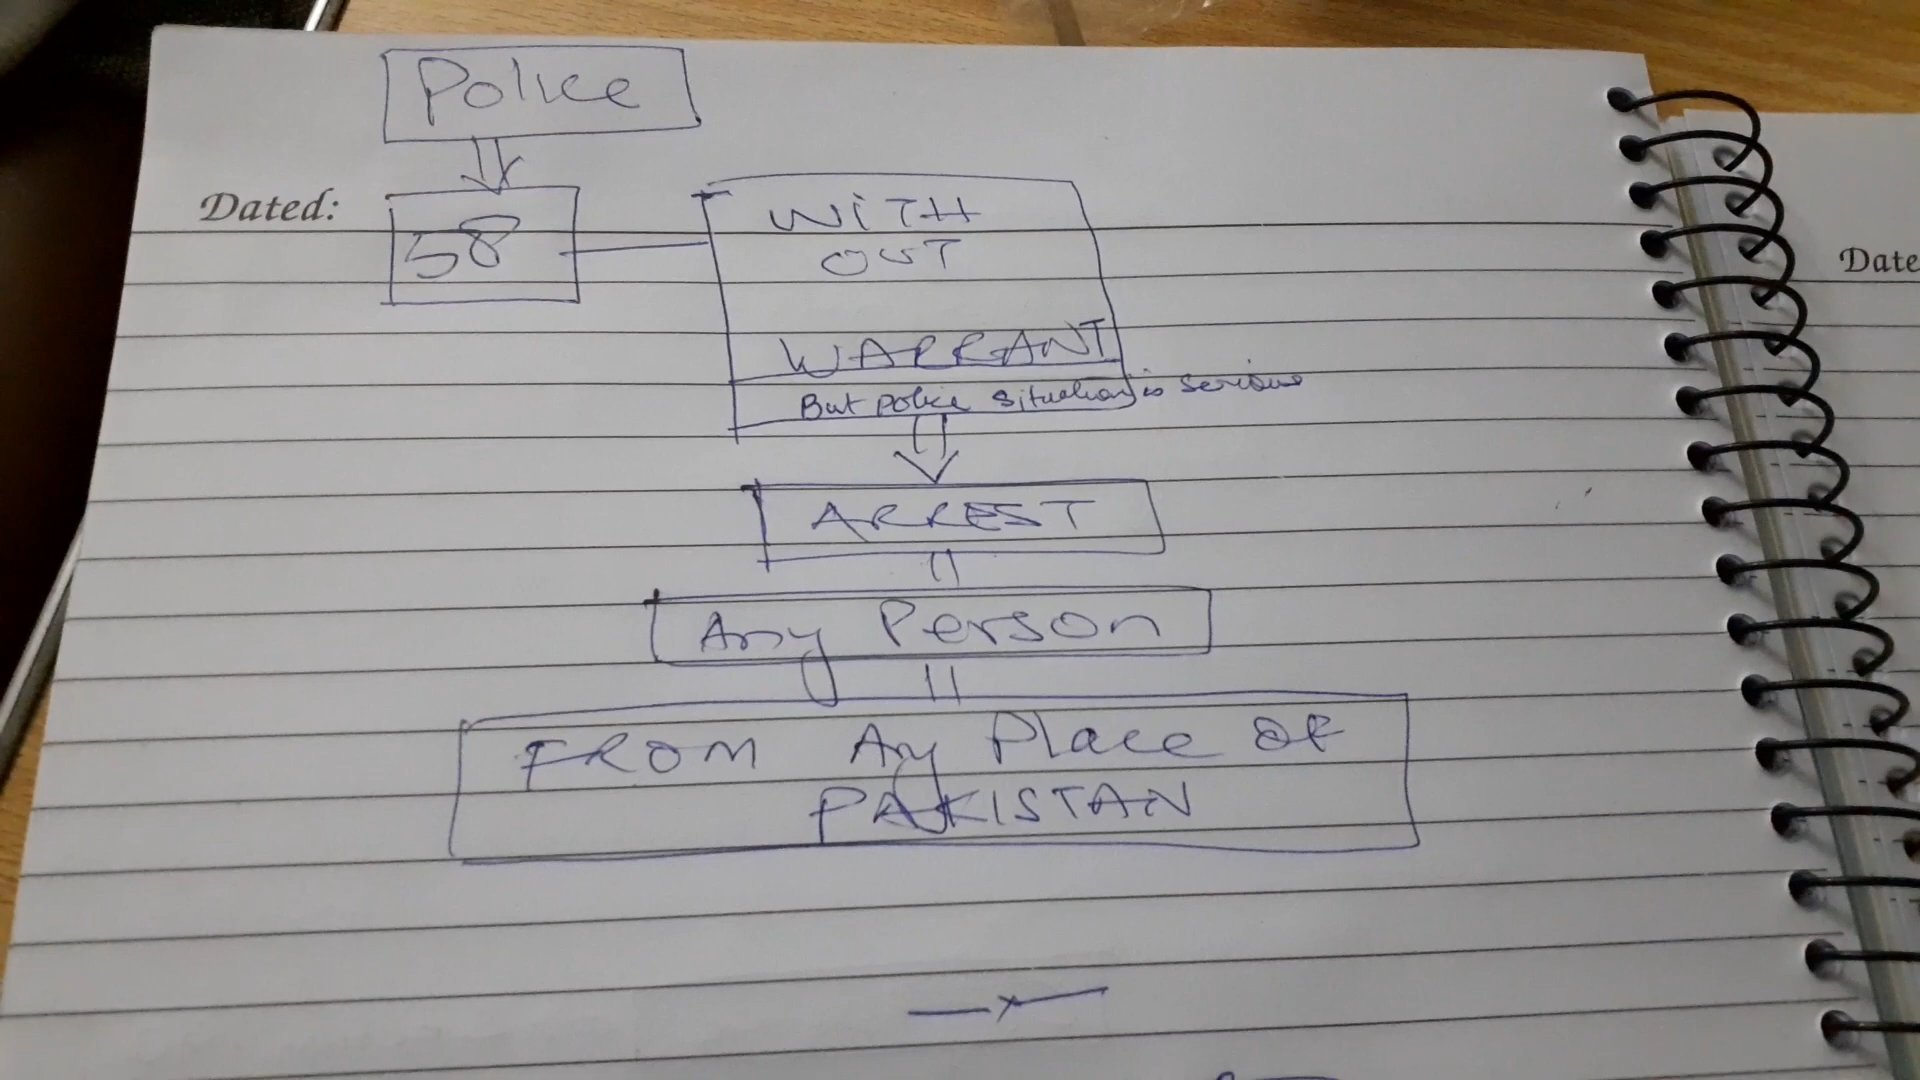 Police
Dated:
58
WITH
OUT
WARRANT
But police situation is serious
ARREST
Any Person
FROM Any Place OF
PAKISTAN
Date